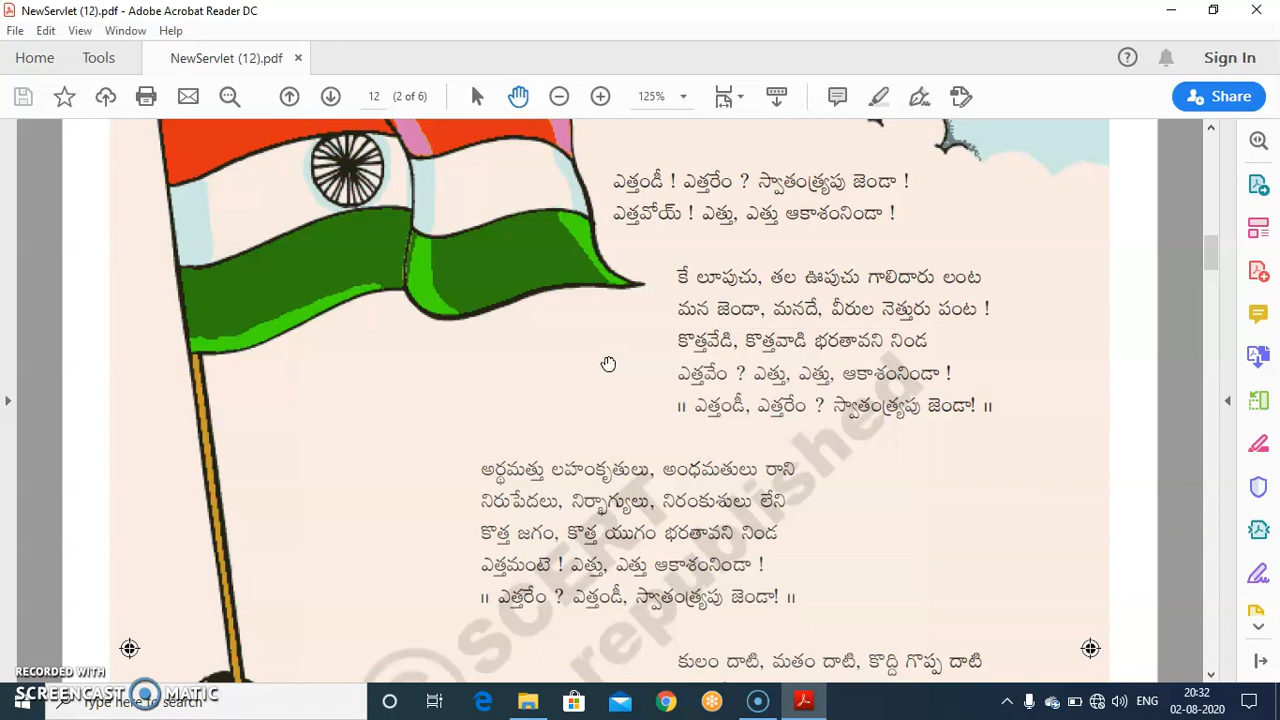 NewServlet (12).pdf - Adobe Acrobat Reader DC
File Edit View Window Help
Home Tools NewServlet (12).pdf × Sign In
12 (2 of 6) 125% Share
ఎత్తండీ ! ఎత్తరేం ? స్వాతంత్ర్యపు జెండా !
ఎత్తవోయ్ ! ఎత్తు, ఎత్తు ఆకాశంనిండా !
కే లూపుచు, తల ఊపుచు గాలిదారు లంట
మన జెండా, మనదే, వీరుల నెత్తురు పంట !
కొత్తవేడి, కొత్తవాడి భరతావని నిండ
ఎత్తవేం ? ఎత్తు, ఎత్తు, ఆకాశంనిండా !
॥ ఎత్తండీ, ఎత్తరేం ? స్వాతంత్ర్యపు జెండా! ॥
అర్థమత్తు లహంకృతులు, అంధమతులు రాని
నిరుపేదలు, నిర్భాగ్యులు, నిరంకుశులు లేని
కొత్త జగం, కొత్త యుగం భరతావని నిండ
ఎత్తమంటె ! ఎత్తు, ఎత్తు ఆకాశంనిండా !
॥ ఎత్తరేం ? ఎత్తండీ, స్వాతంత్ర్యపు జెండా! ॥
కులం దాటి, మతం దాటి, కొద్ది గొప్ప దాటి
© SCERT
republished
RECORDED WITH
SCREENCAST MATIC
Type here to search
ENG
20:32
02-08-2020